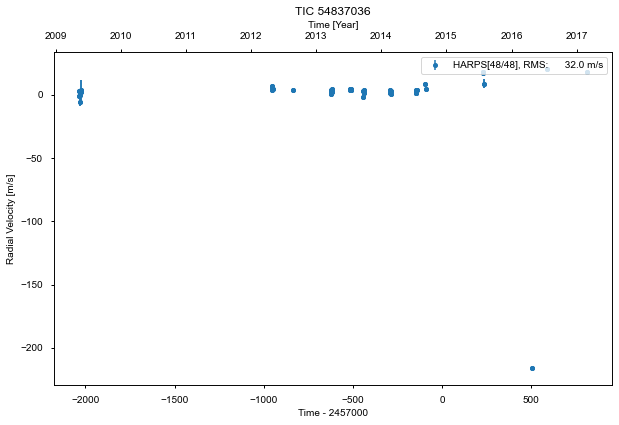 TIC 54837036
Time [Year]
2009 2010 2011 2012 2013 2014 2015 2016 2017
HARPS[48/48], RMS: 32.0 m/s
Radial Velocity [m/s]
0
−50
−100
−150
−200
−2000 −1500 −1000 −500 0 500
Time - 2457000